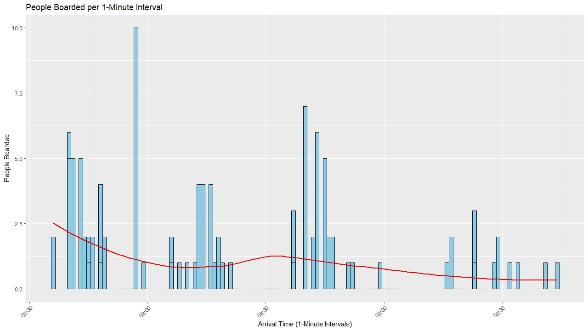 People Boarded per 1-Minute Interval
10.0
7.5
5.0
2.5
0.0
People Boarded
Arrival Time (1-Minute Intervals)